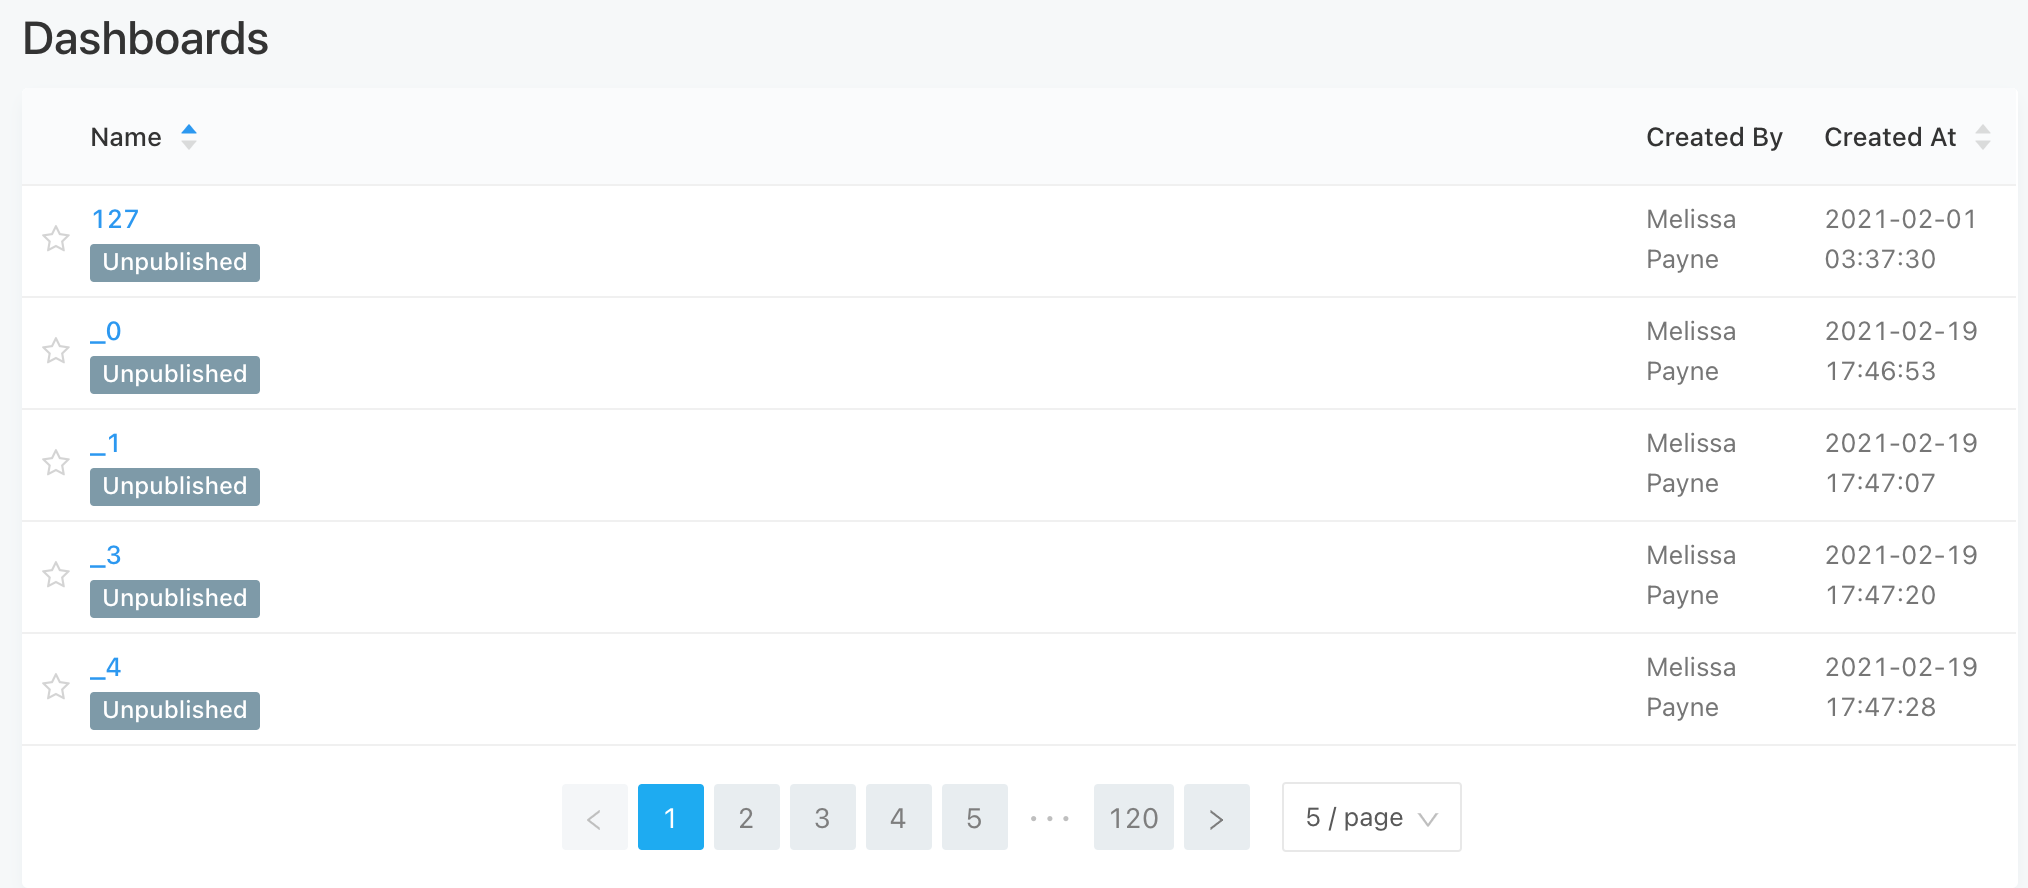 Dashboards
Name Created By Created At
127 Melissa 2021-02-01
Unpublished Payne 03:37:30
_0 Melissa 2021-02-19
Unpublished Payne 17:46:53
_1 Melissa 2021-02-19
Unpublished Payne 17:47:07
_3 Melissa 2021-02-19
Unpublished Payne 17:47:20
_4 Melissa 2021-02-19
Unpublished Payne 17:47:28
< 1 2 3 4 5 ··· 120 > 5 / page